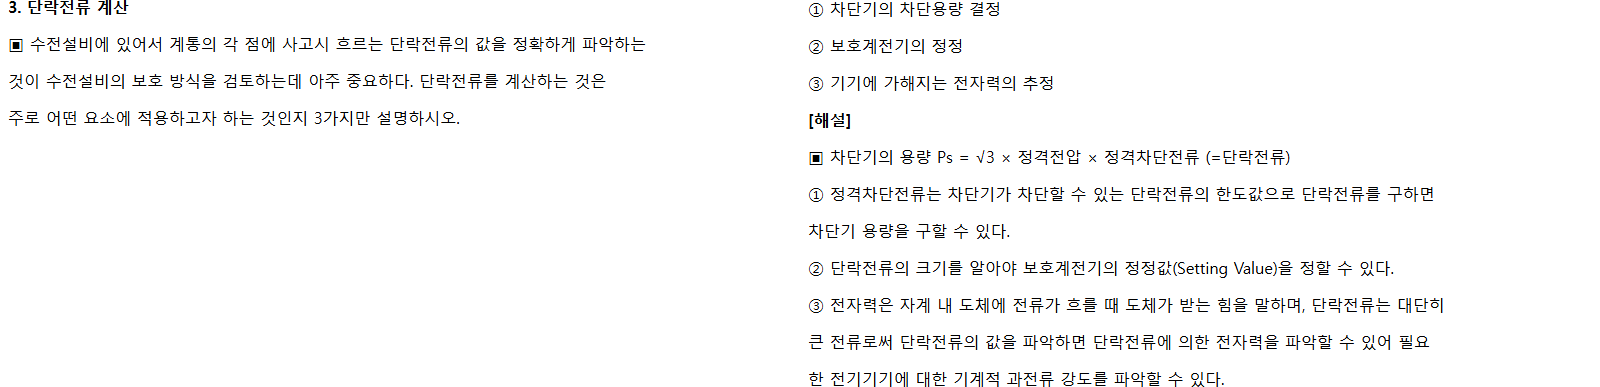 3. 단락전류 계산
▣ 수전설비에 있어서 계통의 각 점에 사고시 흐르는 단락전류의 값을 정확하게 파악하는
것이 수전설비의 보호 방식을 검토하는데 아주 중요하다. 단락전류를 계산하는 것은
주로 어떤 요소에 적용하고자 하는 것인지 3가지만 설명하시오.
① 차단기의 차단용량 결정
② 보호계전기의 정정
③ 기기에 가해지는 전자력의 추정
[해설]
▣ 차단기의 용량 Ps = √3 × 정격전압 × 정격차단전류 (=단락전류)
① 정격차단전류는 차단기가 차단할 수 있는 단락전류의 한도값으로 단락전류를 구하면
차단기 용량을 구할 수 있다.
② 단락전류의 크기를 알아야 보호계전기의 정정값(Setting Value)을 정할 수 있다.
③ 전자력은 자계 내 도체에 전류가 흐를 때 도체가 받는 힘을 말하며, 단락전류는 대단히
큰 전류로써 단락전류의 값을 파악하면 단락전류에 의한 전자력을 파악할 수 있어 필요
한 전기기기에 대한 기계적 과전류 강도를 파악할 수 있다.